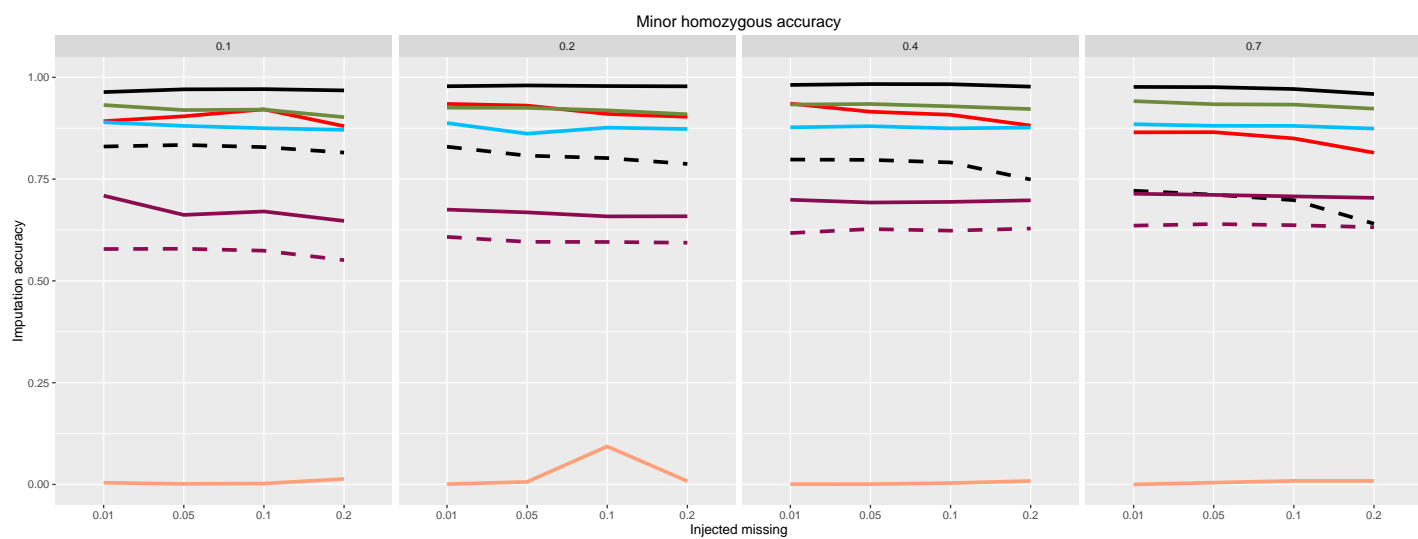 Minor homozygous accuracy
0.1 0.2 0.4 0.7
1.00
0.75
0.50
0.25
0.00
Imputation accuracy
0.01 0.05 0.1 0.2 0.01 0.05 0.1 0.2 0.01 0.05 0.1 0.2 0.01 0.05 0.1 0.2
Injected missing